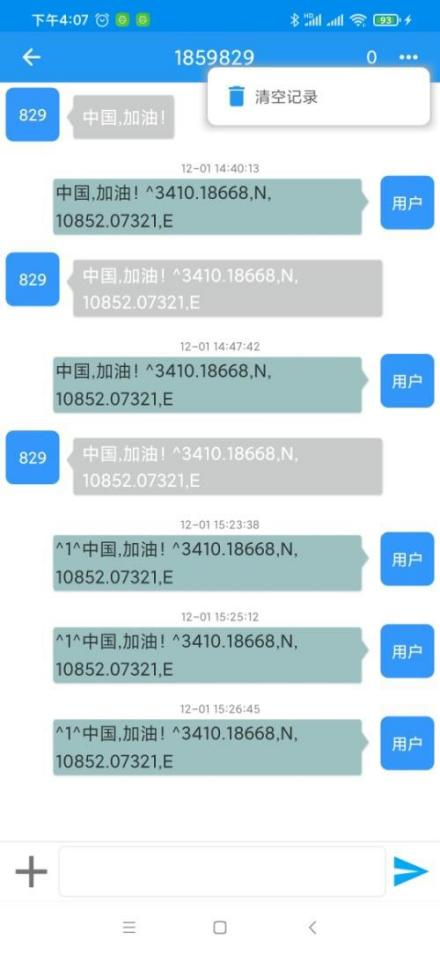 下午4:07
HD
93
1859829
0
清空记录
829
中国,加油!
12-01 14:40:13
中国,加油! ^3410.18668,N,
10852.07321,E
用户
829
中国,加油! ^3410.18668,N,
10852.07321,E
12-01 14:47:42
中国,加油! ^3410.18668,N,
10852.07321,E
用户
829
中国,加油! ^3410.18668,N,
10852.07321,E
12-01 15:23:38
^1^中国,加油! ^3410.18668,N,
10852.07321,E
用户
12-01 15:25:12
^1^中国,加油! ^3410.18668,N,
10852.07321,E
用户
12-01 15:26:45
^1^中国,加油! ^3410.18668,N,
10852.07321,E
用户